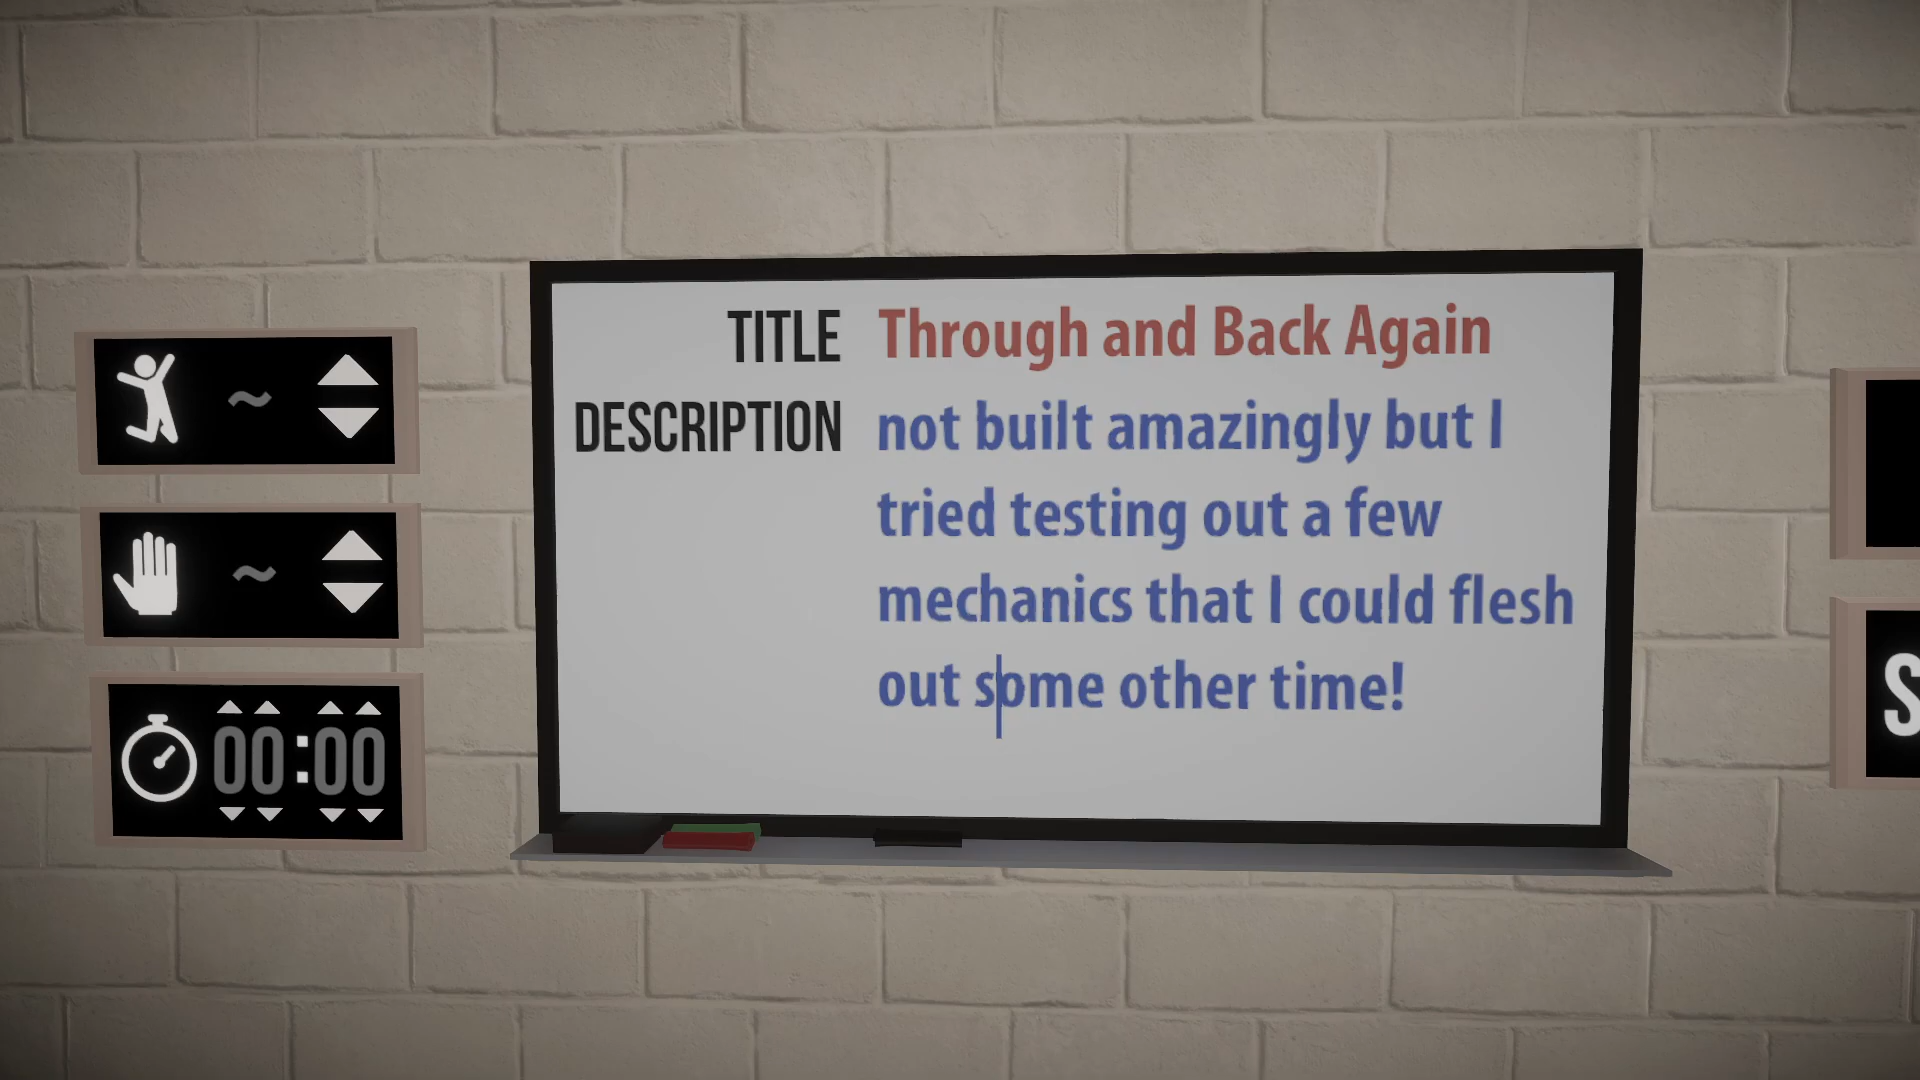 TITLE Through and Back Again
DESCRIPTION not built amazingly but I
tried testing out a few
mechanics that I could flesh
out some other time!
~
~
00:00
S